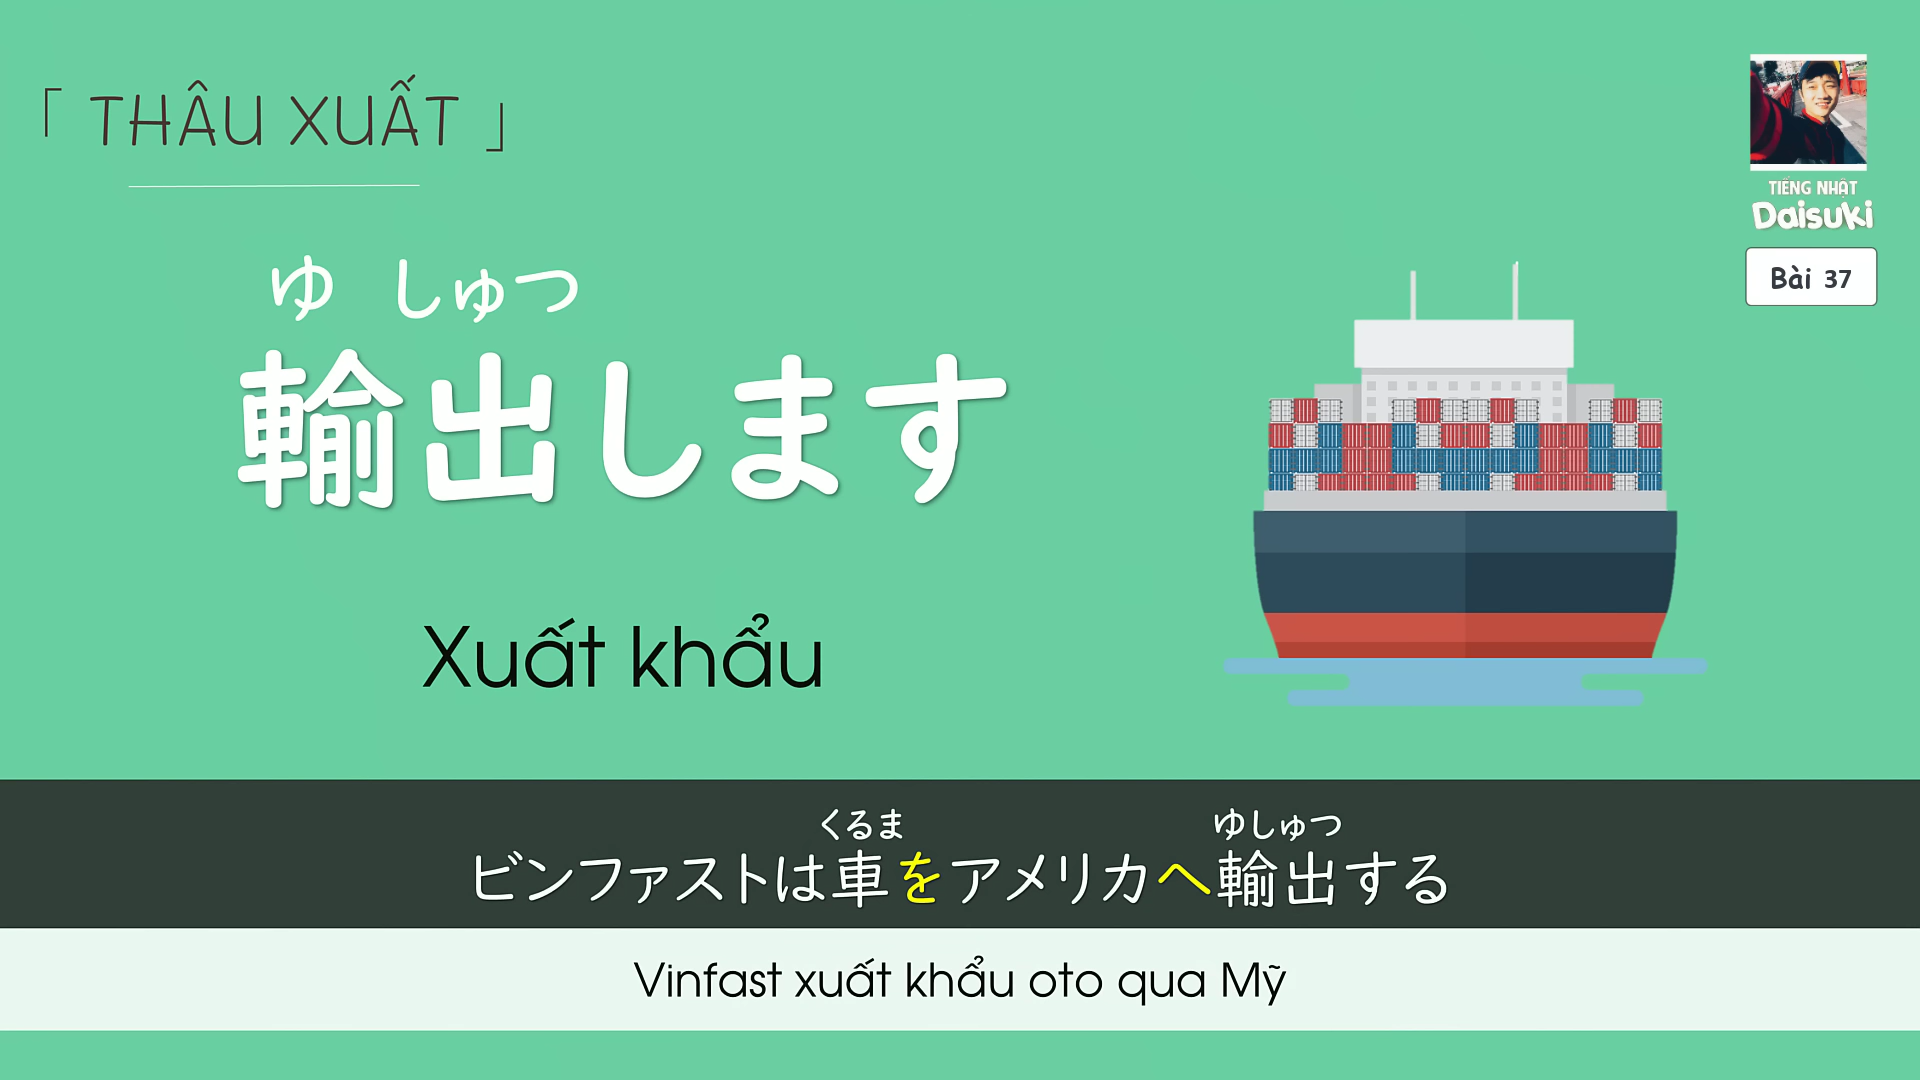 「 THÂU XUẤT 」
TIẾNG NHẬT
Daisuki
Bài 37
ゆ しゅつ
輸出します
Xuất khẩu
くるま ゆしゅつ
ビンファストは車をアメリカへ輸出する
Vinfast xuất khẩu oto qua Mỹ